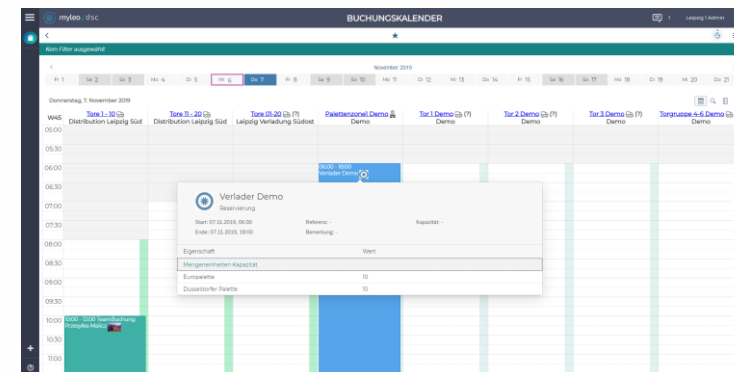 myleo / dsc
BUCHUNGSKALENDER
1 Leipzig 1 Admin
Kein Filter ausgewählt
November 2019
Fr 1 Sa 2 So 3 Mo 4 Di 5 Mi 6 Do 7 Fr 8 Sa 9 So 10 Mo 11 Di 12 Mi 13 Do 14 Fr 15 Sa 16 So 17 Mo 18 Di 19 Mi 20 Do 21
Donnerstag, 7. November 2019
W45
Tore 1 - 10
Distribution Leipzig Süd
Tore 11 - 20
Distribution Leipzig Süd
Tore 01-20 (?)
Leipzig Verladung Südost
Palettenzone1 Demo
Demo
Tor 1 Demo (?)
Demo
Tor 2 Demo (?)
Demo
Tor 3 Demo (?)
Demo
Torgruppe 4-6 Demo
Demo
05:00
05:30
06:00
06:00 - 18:00
Verlader Demo
06:30
07:00
07:30
08:00
08:30
09:00
09:30
10:00
10:30
11:00
Verlader Demo
Reservierung
Start: 07.11.2019, 06:00 Referenz: - Kapazität: -
Ende: 07.11.2019, 18:00 Bemerkung: -
Eigenschaft Wert
Mengeneinheiten Kapazität
Europalette 10
Düsseldorfer Palette 10
10:00 - 12:00 TeamBuchung